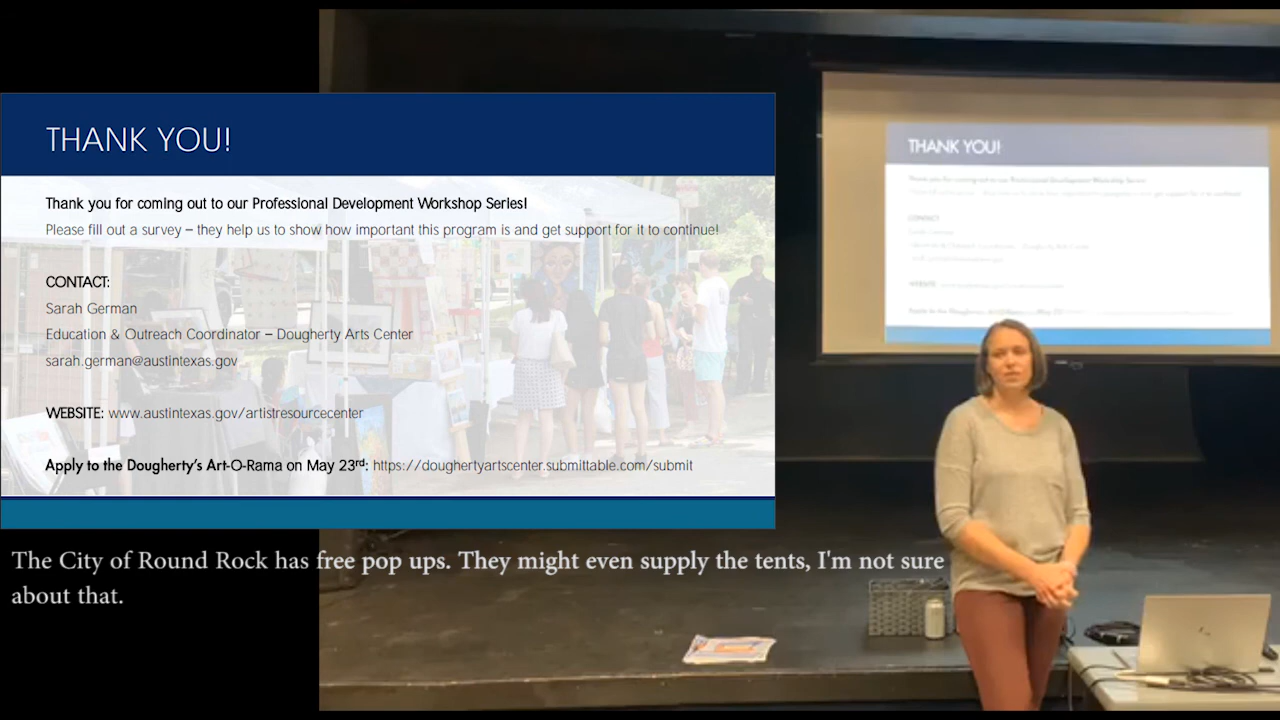 THANK YOU!
Thank you for coming out to our Professional Development Workshop Series!
Please fill out a survey – they help us to show how important this program is and get support for it to continue!
CONTACT:
Sarah German
Education & Outreach Coordinator – Dougherty Arts Center
sarah.german@austintexas.gov
WEBSITE: www.austintexas.gov/artistresourcecenter
Apply to the Dougherty's Art-O-Rama on May 23rd: https://doughertyartscenter.submittable.com/submit
THANK YOU!
The City of Round Rock has free pop ups. They might even supply the tents, I'm not sure
about that.